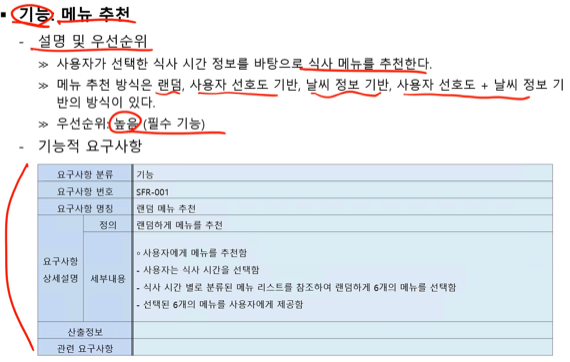 ▪ 기능: 메뉴 추천
- 설명 및 우선순위
≫ 사용자가 선택한 식사 시간 정보를 바탕으로 식사 메뉴를 추천한다.
≫ 메뉴 추천 방식은 랜덤, 사용자 선호도 기반, 날씨 정보 기반, 사용자 선호도 + 날씨 정보 기
반의 방식이 있다.
≫ 우선순위: 높음 (필수 기능)
- 기능적 요구사항
요구사항 분류 기능
요구사항 번호 SFR-001
요구사항 명칭 랜덤 메뉴 추천
요구사항 상세설명 정의 랜덤하게 메뉴를 추천
세부내용 ◦ 사용자에게 메뉴를 추천함
- 사용자는 식사 시간을 선택함
- 식사 시간 별로 분류된 메뉴 리스트를 참조하여 랜덤하게 6개의 메뉴를 선택함
- 선택된 6개의 메뉴를 사용자에게 제공함
산출정보
관련 요구사항